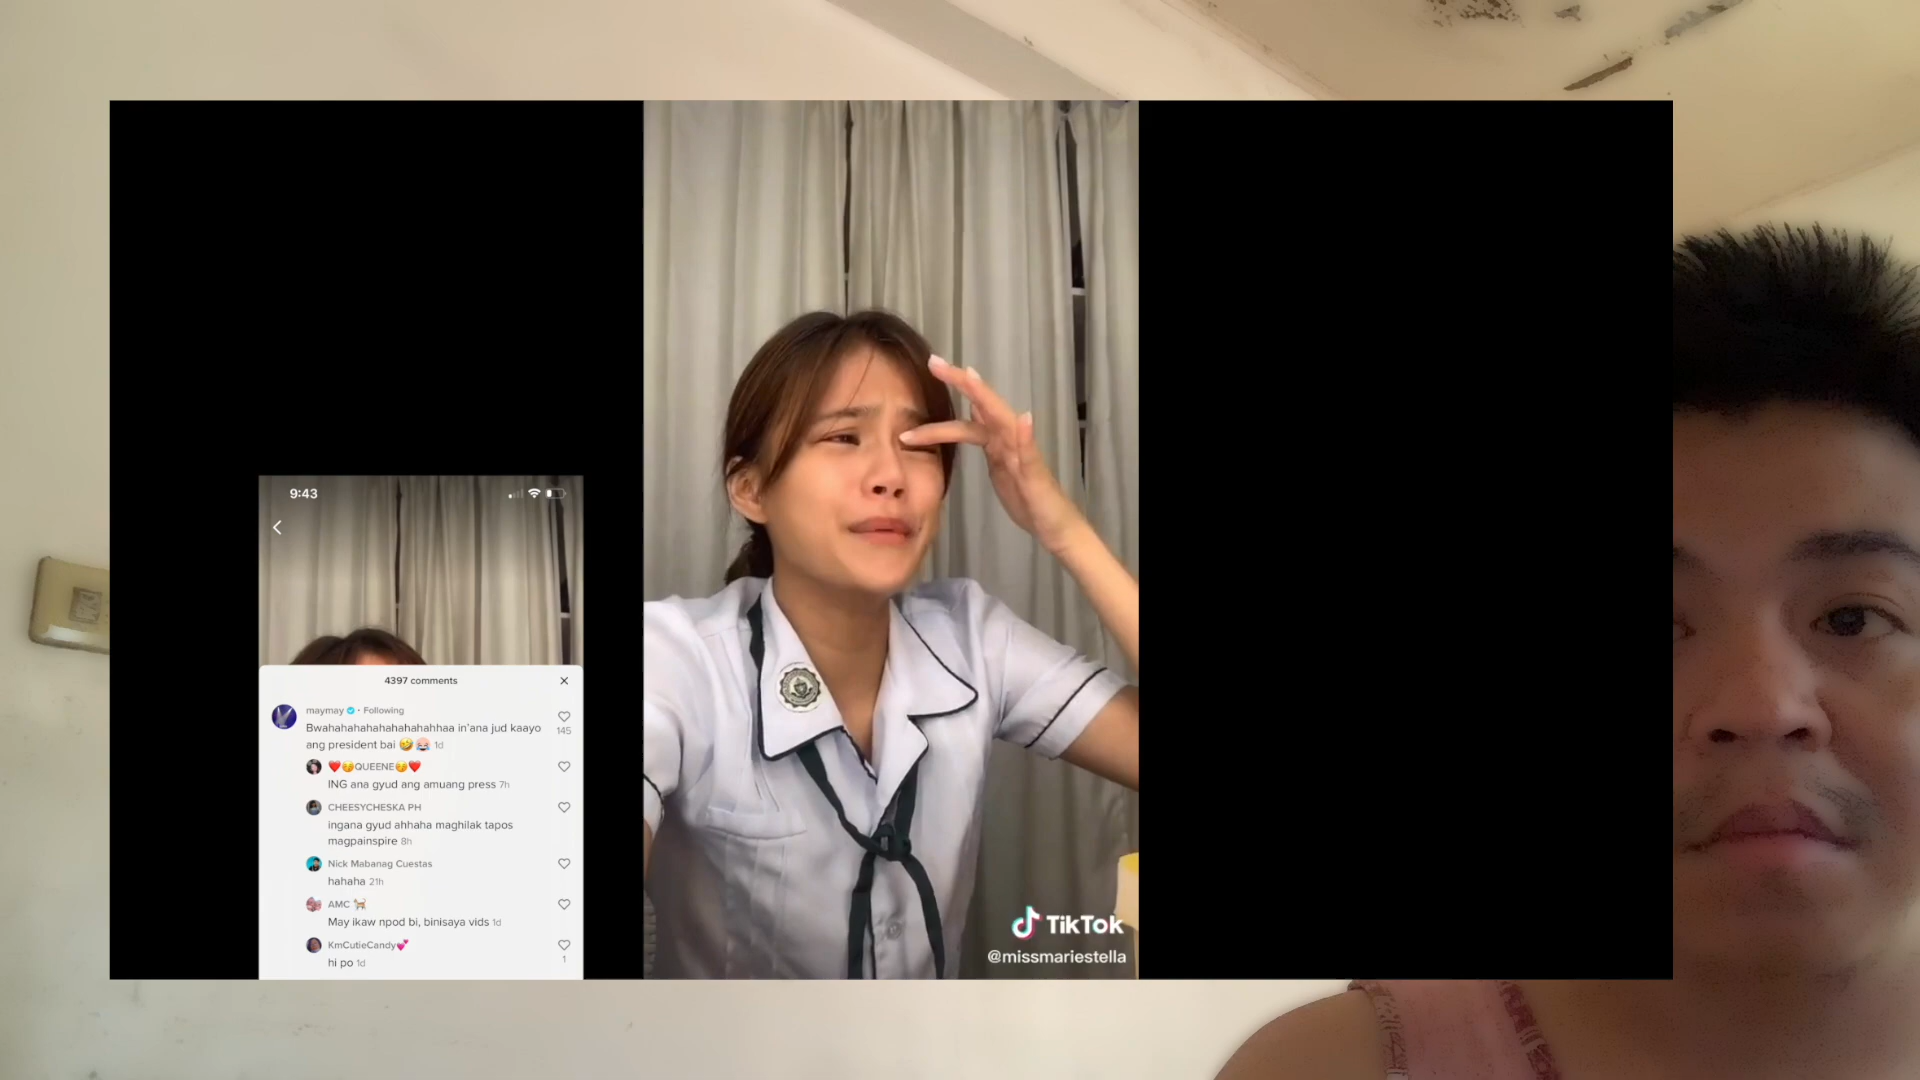 9:43
4397 comments
maymay • Following
Bwahahahahahahahahahhaa in'ana jud kaayo
ang president bai 🤣 😂 1d
145
❤️😚QUEENE😚❤️
ING ana gyud ang amuang press 7h
CHEESYCHESKA PH
ingana gyud ahhaha maghilak tapos
magpainspire 8h
Nick Mabanag Cuestas
hahaha 21h
AMC 🐕
May ikaw npod bi, binisaya vids 1d
KmCutieCandy💕
hi po 1d
1
TikTok
@missmariestella